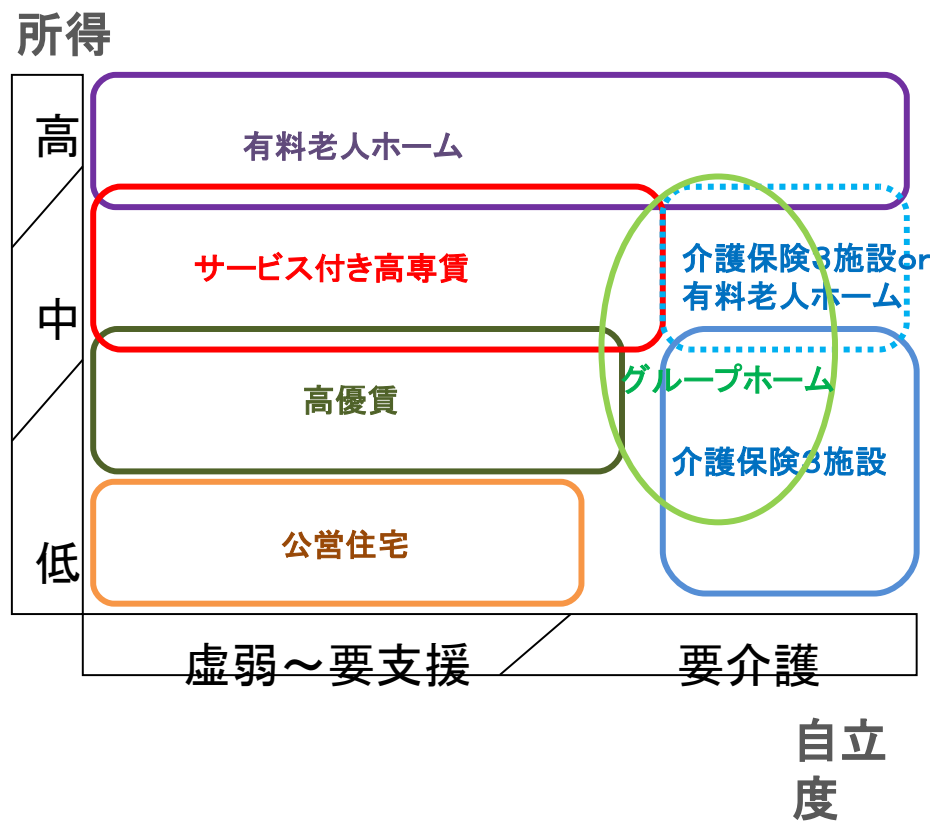 所得
高
有料老人ホーム
サービス付き高専賃
介護保険3施設or
有料老人ホーム
中
グループホーム
高優賃
介護保険3施設
公営住宅
低
虚弱～要支援
要介護
自立
度